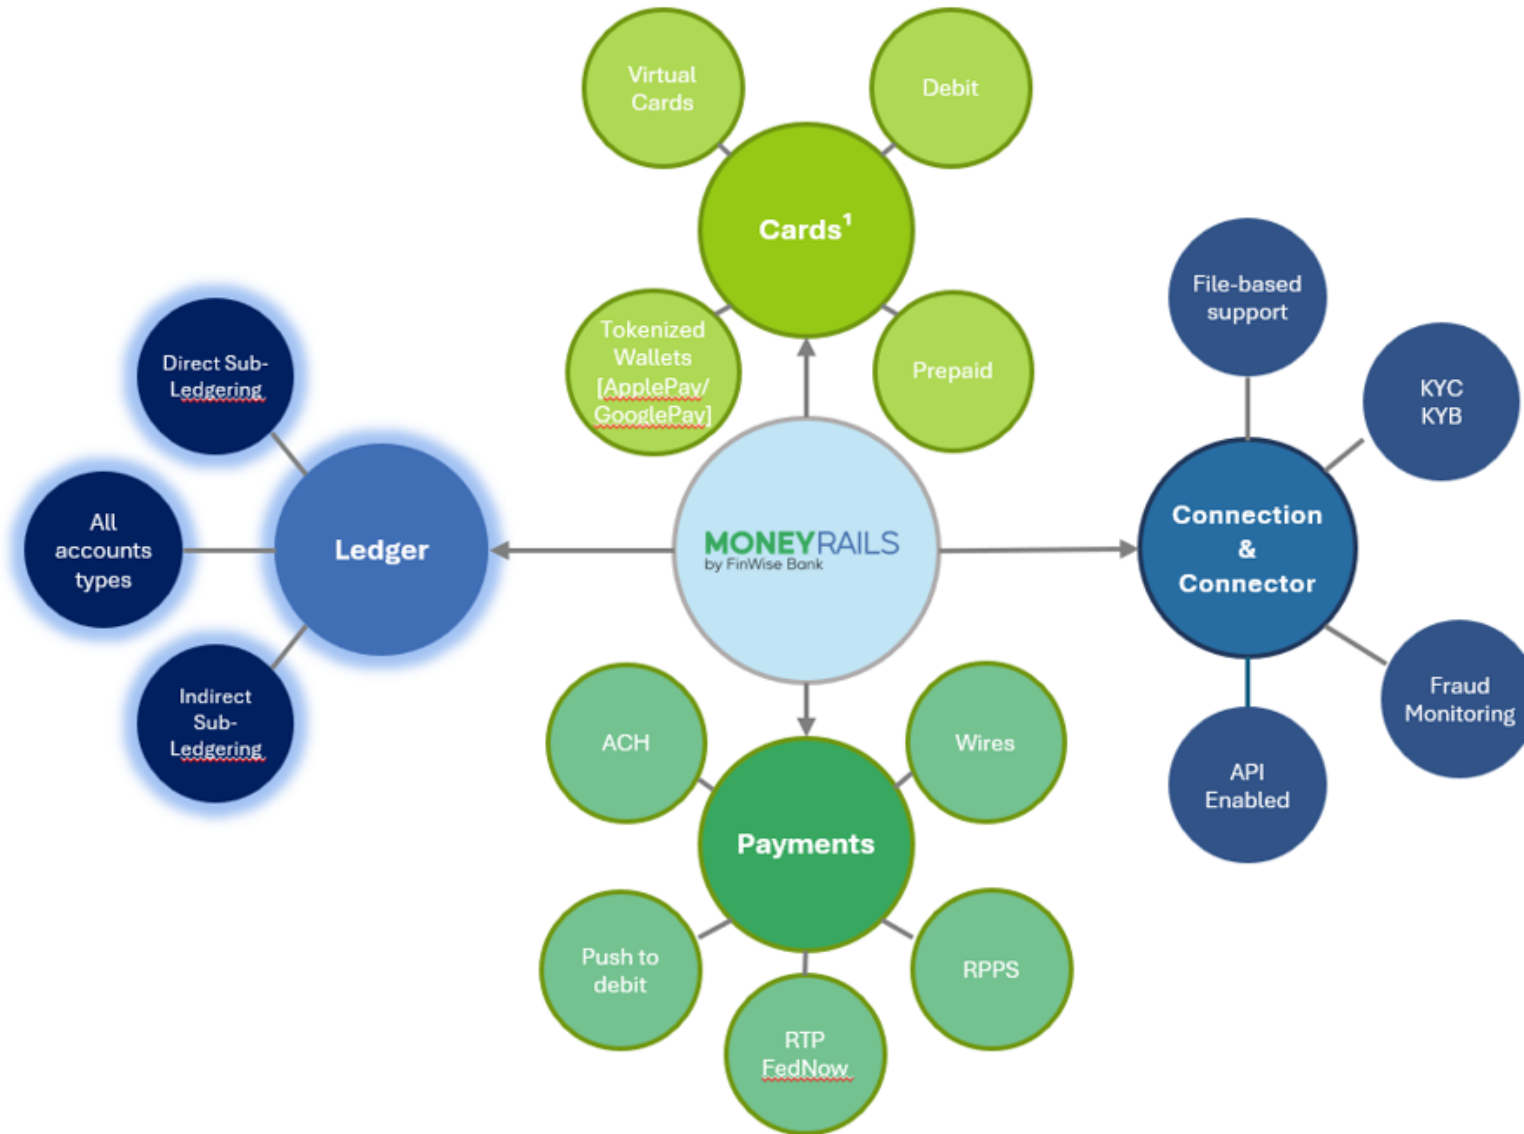 Virtual
Cards
Debit
Cards¹
Tokenized
Wallets
[ApplePay/
GooglePay]
Prepaid
Direct Sub-
Ledgering
All
accounts
types
Indirect
Sub-
Ledgering
Ledger
MONEYRAILS
by FinWise Bank
File-based
support
KYC
KYB
Connection
&
Connector
Fraud
Monitoring
API
Enabled
ACH
Wires
Payments
Push to
debit
RTP
FedNow
RPPS